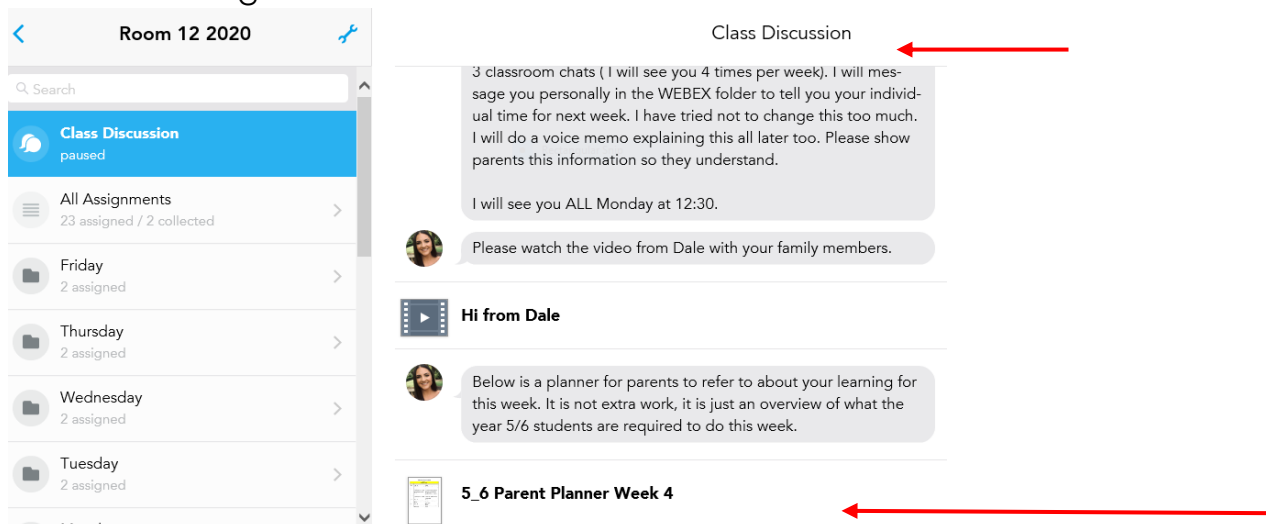 Room 12 2020
Search
Class Discussion
paused
All Assignments
23 assigned / 2 collected
Friday
2 assigned
Thursday
2 assigned
Wednesday
2 assigned
Tuesday
2 assigned
Class Discussion
3 classroom chats ( I will see you 4 times per week). I will mes-
sage you personally in the WEBEX folder to tell you your individ-
ual time for next week. I have tried not to change this too much.
I will do a voice memo explaining this all later too. Please show
parents this information so they understand.
I will see you ALL Monday at 12:30.
Please watch the video from Dale with your family members.
Hi from Dale
Below is a planner for parents to refer to about your learning for
this week. It is not extra work, it is just an overview of what the
year 5/6 students are required to do this week.
5_6 Parent Planner Week 4